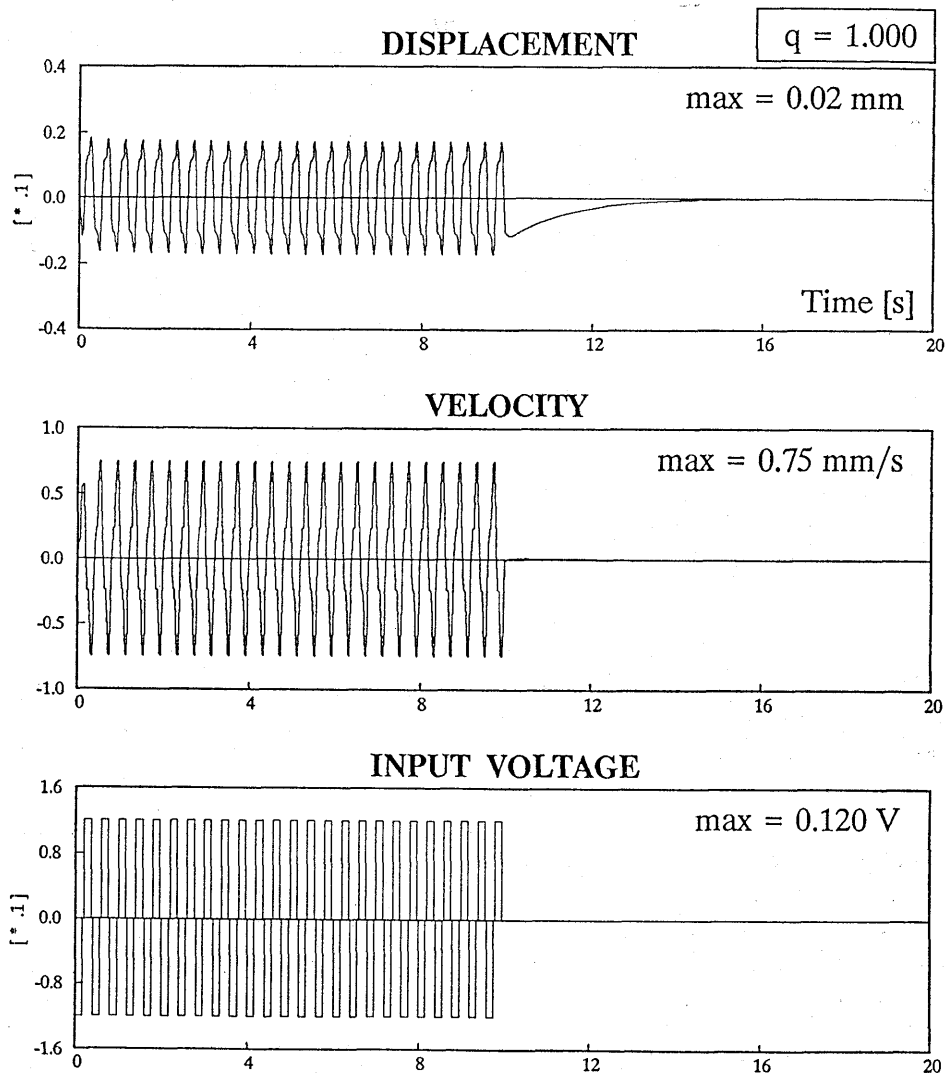 DISPLACEMENT
q = 1.000
max = 0.02 mm
0.4
0.2
0.0
-0.2
-0.4
[ * .1 ]
Time [s]
0 4 8 12 16 20
VELOCITY
max = 0.75 mm/s
1.0
0.5
0.0
-0.5
-1.0
0 4 8 12 16 20
INPUT VOLTAGE
max = 0.120 V
1.6
0.8
0.0
-0.8
-1.6
[ * .1 ]
0 4 8 12 16 20